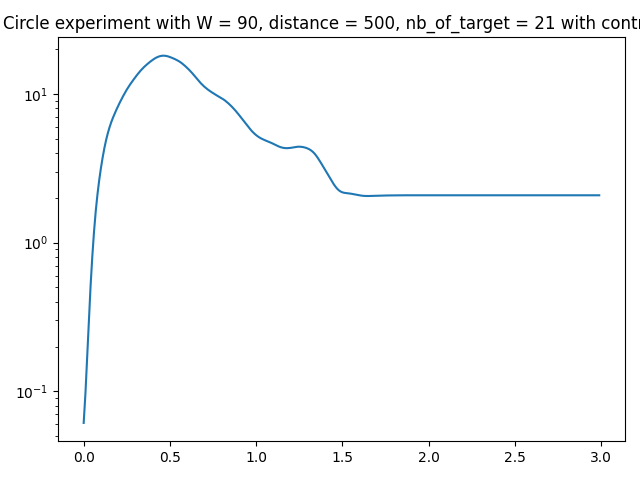 Circle experiment with W = 90, distance = 500, nb_of_target = 21 with contr
10¹
10⁰
10⁻¹
0.0 0.5 1.0 1.5 2.0 2.5 3.0